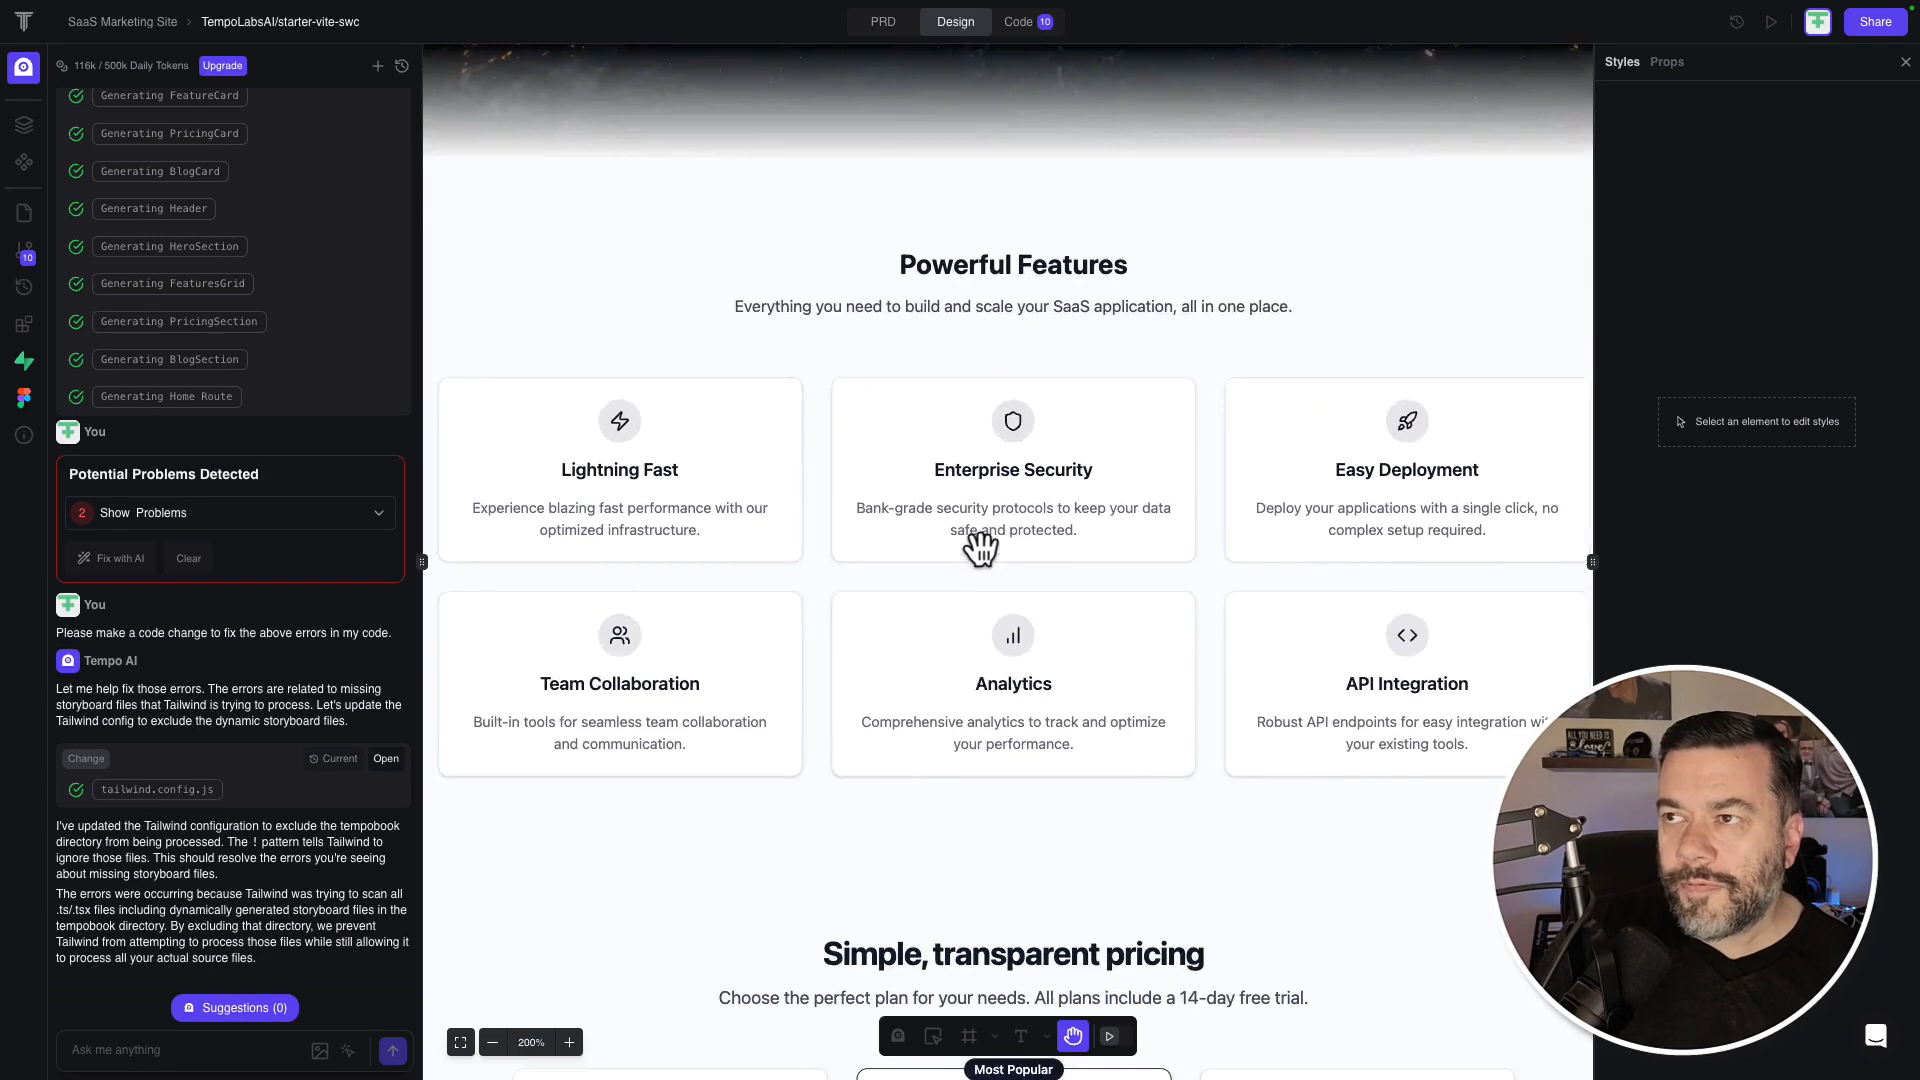 SaaS Marketing Site > TempoLabsAI/starter-vite-swc
PRD
Design
Code 10
Share
116k / 500k Daily Tokens
Upgrade
Generating FeatureCard
Generating PricingCard
Generating BlogCard
Generating Header
Generating HeroSection
Generating FeaturesGrid
Generating PricingSection
Generating BlogSection
Generating Home Route
10
You
Potential Problems Detected
2 Show Problems
Fix with AI
Clear
You
Please make a code change to fix the above errors in my code.
Tempo AI
Let me help fix those errors. The errors are related to missing
storyboard files that Tailwind is trying to process. Let's update the
Tailwind config to exclude the dynamic storyboard files.
Change
Current
Open
tailwind.config.js
I've updated the Tailwind configuration to exclude the tempobook
directory from being processed. The ! pattern tells Tailwind to
ignore those files. This should resolve the errors you're seeing
about missing storyboard files.
The errors were occurring because Tailwind was trying to scan all
.ts/.tsx files including dynamically generated storyboard files in the
tempobook directory. By excluding that directory, we prevent
Tailwind from attempting to process those files while still allowing it
to process all your actual source files.
Suggestions (0)
Ask me anything
Powerful Features
Everything you need to build and scale your SaaS application, all in one place.
Lightning Fast
Experience blazing fast performance with our
optimized infrastructure.
Enterprise Security
Bank-grade security protocols to keep your data
safe and protected.
Easy Deployment
Deploy your applications with a single click, no
complex setup required.
Team Collaboration
Built-in tools for seamless team collaboration
and communication.
Analytics
Comprehensive analytics to track and optimize
your performance.
API Integration
Robust API endpoints for easy integration
your existing tools.
Simple, transparent pricing
Choose the perfect plan for your needs. All plans include a 14-day free trial.
200%
Most Popular
Styles
Props
Select an element to edit styles
ALL YOU NEED IS
Love